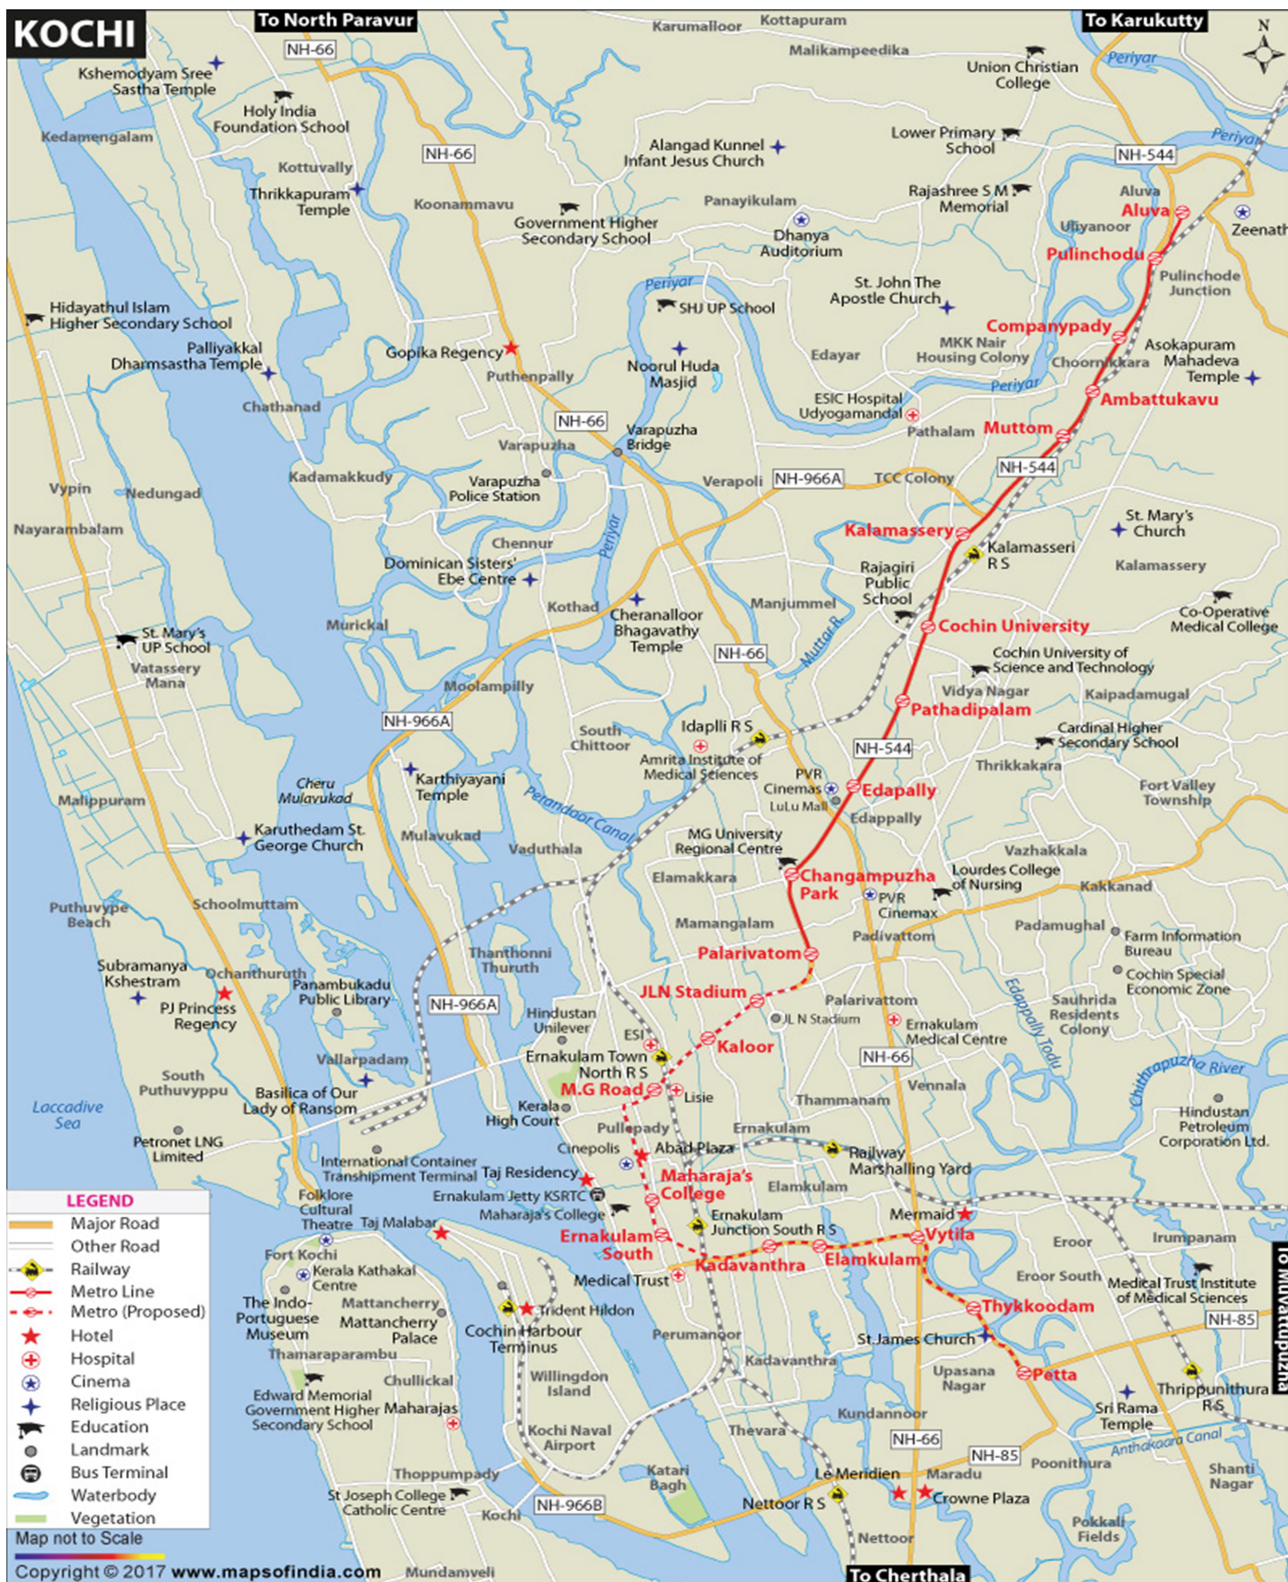 KOCHI
To North Paravur
To Karukutty
N
NH-66
Karumalloor
Kottapuram
Malikampeedika
Union Christian
College
Periyar
Kshemodyam Sree
Sastha Temple
Holy India
Foundation School
Kedamengalam
Kottuvally
NH-66
Alangad Kunnel
Infant Jesus Church
Lower Primary
School
Periyar
NH-544
Thrikkapuram
Temple
Koonammavu
Government Higher
Secondary School
Panayikulam
Dhanya
Auditorium
Rajashree S M
Memorial
Aluva
Aluva
Uliyanoor
Zeenath
Pulinchodu
Pulinchode
Junction
Periyar
SHJ UP School
St. John The
Apostle Church
Hidayathul Islam
Higher Secondary School
Palliyakkal
Dharmsastha Temple
Gopika Regency
Puthenpally
Noorul Huda
Masjid
Edayar
Companypady
MKK Nair
Housing Colony
Choornikkara
Asokapuram
Mahadeva
Temple
Periyar
Ambattukavu
Chathanad
NH-66
ESIC Hospital
Udyogamandal
Pathalam
Muttom
Varapuzha
Varapuzha
Bridge
NH-544
Kadamakkudy
Varapuzha
Police Station
Verapoli
NH-966A
TCC Colony
Vypin
Nedungad
Nayarambalam
Periyar
Chennur
Kalamassery
St. Mary's
Church
Kalamasseri
R S
Kalamassery
Dominican Sisters'
Ebe Centre
Rajagiri
Public
School
Kothad
Cheranalloor
Bhagavathy
Temple
Manjummel
Co-Operative
Medical College
Murickal
Muttar R.
Cochin University
St. Mary's
UP School
Vatassery
Mana
NH-66
Cochin University of
Science and Technology
Moolampilly
Vidya Nagar
Kaipadamugal
Pathadipalam
NH-966A
South
Chittoor
Idaplli R S
Amrita Institute of
Medical Sciences
NH-544
Cardinal Higher
Secondary School
Thrikkakara
Cheru
Mulavukad
Karthiyayani
Temple
PVR
Cinemas
LuLu Mall
Edapally
Fort Valley
Township
Malippuram
Perandoor Canal
Edappally
Karuthedam St.
George Church
Mulavukad
Vaduthala
MG University
Regional Centre
Vazhakkala
Elamakkara
Changampuzha
Park
Lourdes College
of Nursing
Kakkanad
Puthuvype
Beach
Schoolmuttam
PVR
Cinemax
Mamangalam
Padamughal
Farm Information
Bureau
Padivattom
Thanthonni
Thuruth
Palarivatom
Subramanya
Kshestram
Ochanthuruth
PJ Princess
Regency
Panambukadu
Public Library
NH-966A
JLN Stadium
Edappally Todu
Cochin Special
Economic Zone
Palarivattom
Sauhrida
Residents
Colony
Hindustan
Unilever
JL N Stadium
Ernakulam
Medical Centre
ESI
Kaloor
Vallarpadam
Ernakulam Town
North R S
NH-66
Chithrapuzha River
South
Puthuvyppu
Basilica of Our
Lady of Ransom
M.G Road
Lisie
Vennala
Laccadive
Sea
Kerala
High Court
Thammanam
Hindustan
Petroleum
Corporation Ltd.
Petronet LNG
Limited
Pullepady
Ernakulam
Cinepolis
Abad Plaza
International Container
Transhipment Terminal
Taj Residency
Railway
Marshalling Yard
Maharaja's
College
Ernakulam Jetty KSRTC
Elamkulam
Maharaja's College
Folklore
Cultural
Theatre
Taj Malabar
Ernakulam
Junction South R S
Mermaid
Ernakulam
South
Vytila
Irumpanam
Eroor
Fort Kochi
Kadavanthra
Elamkulam
Kerala Kathakal
Centre
Medical Trust
Eroor South
Medical Trust Institute
of Medical Sciences
To Muvattupuzha
The Indo-
Portuguese
Museum
Mattancherry
Mattancherry
Palace
Trident Hildon
Cochin Harbour
Terminus
Thykkoodam
NH-85
Perumanoor
St.James Church
Thamaraparambu
Kadavanthra
Upasana
Nagar
Petta
Chullickal
Willingdon
Island
Edward Memorial
Government Higher
Secondary School
Maharajas
Thrippunithura
R S
Sri Rama
Temple
Kundannoor
Kochi Naval
Airport
Thevara
NH-66
Anthakaara Canal
NH-85
Thoppumpady
Katari
Bagh
Le Meridien
Maradu
Poonithura
Shanti
Nagar
St Joseph College
Catholic Centre
Kochi
NH-966B
Nettoor R S
Crowne Plaza
Pokkali
Fields
Nettoor
Mundamveli
To Cherthala
LEGEND
Major Road
Other Road
Railway
Metro Line
Metro (Proposed)
Hotel
Hospital
Cinema
Religious Place
Education
Landmark
Bus Terminal
Waterbody
Vegetation
Map not to Scale
Copyright © 2017 www.mapsofindia.com